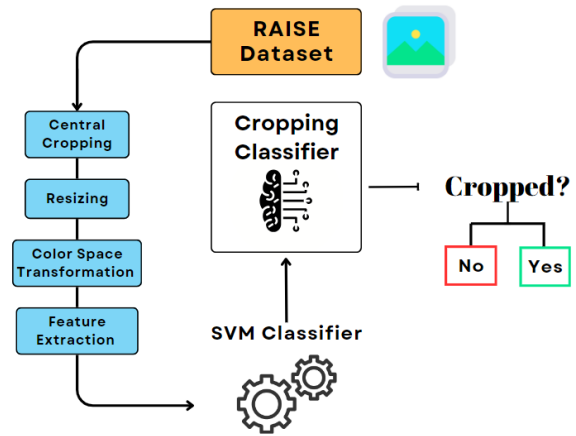 RAISE
Dataset
Central
Cropping
Resizing
Color Space
Transformation
Feature
Extraction
SVM Classifier
Cropping
Classifier
Cropped?
No
Yes